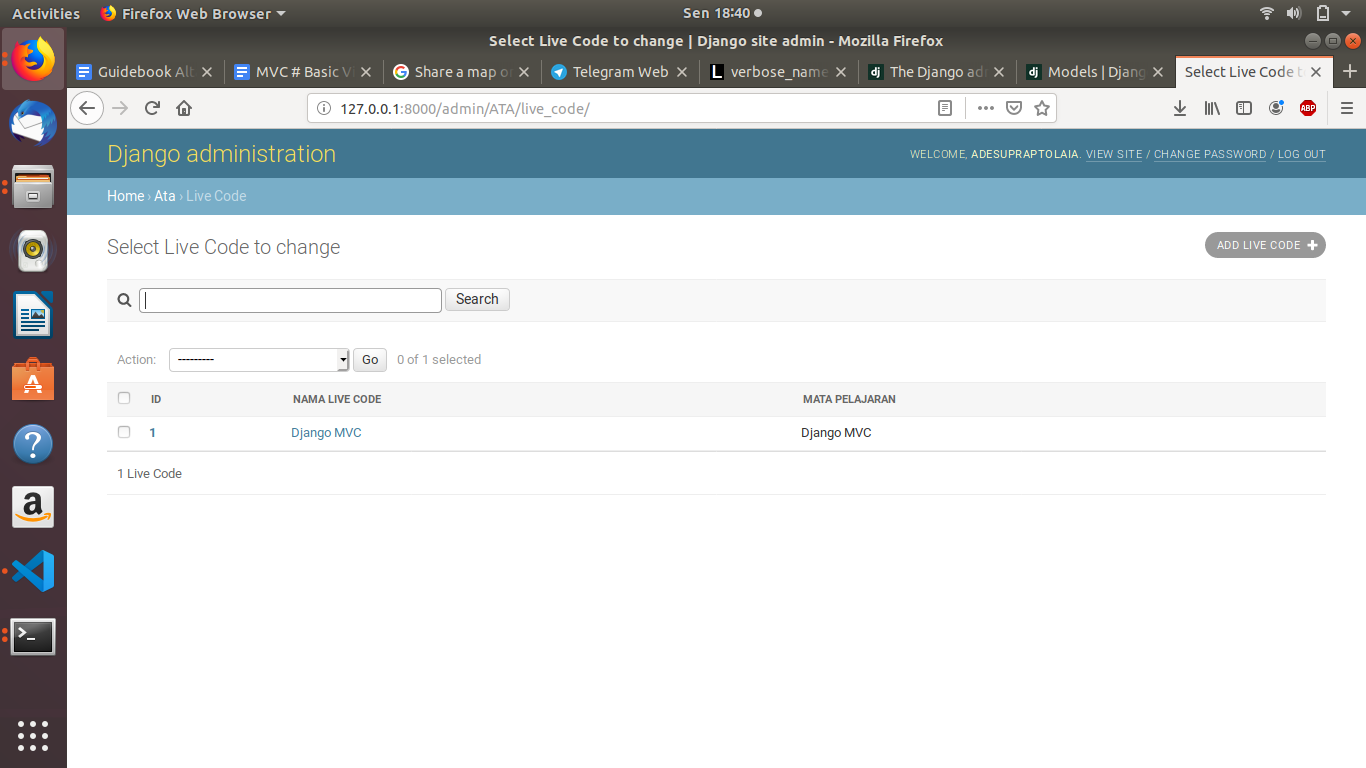 Activities Firefox Web Browser Sen 18:40
Select Live Code to change | Django site admin - Mozilla Firefox
Guidebook Alt MVC # Basic Vi Share a map or Telegram Web verbose_name The Django adm Models | Djang Select Live Code t
127.0.0.1:8000/admin/ATA/live_code/ ABP
Django administration WELCOME, ADESUPRAPTOLAIA. VIEW SITE / CHANGE PASSWORD / LOG OUT
Home › Ata › Live Code
Select Live Code to change ADD LIVE CODE +
Search
Action: --------- Go 0 of 1 selected
ID NAMA LIVE CODE MATA PELAJARAN
1 Django MVC Django MVC
1 Live Code